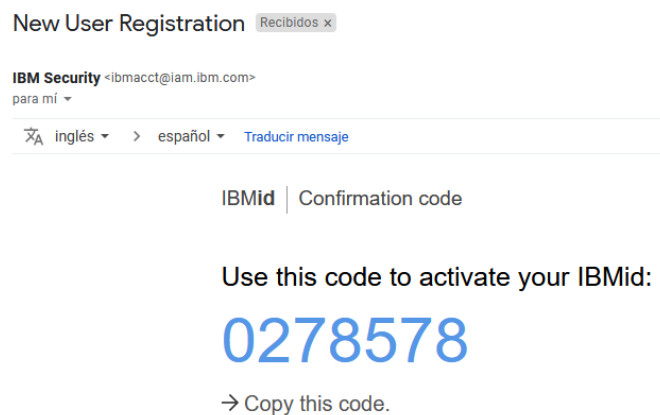 New User Registration Recibidos x
IBM Security <ibmacct@iam.ibm.com>
para mí
inglés > español Traducir mensaje
IBMid | Confirmation code
Use this code to activate your IBMid:
0278578
→ Copy this code.